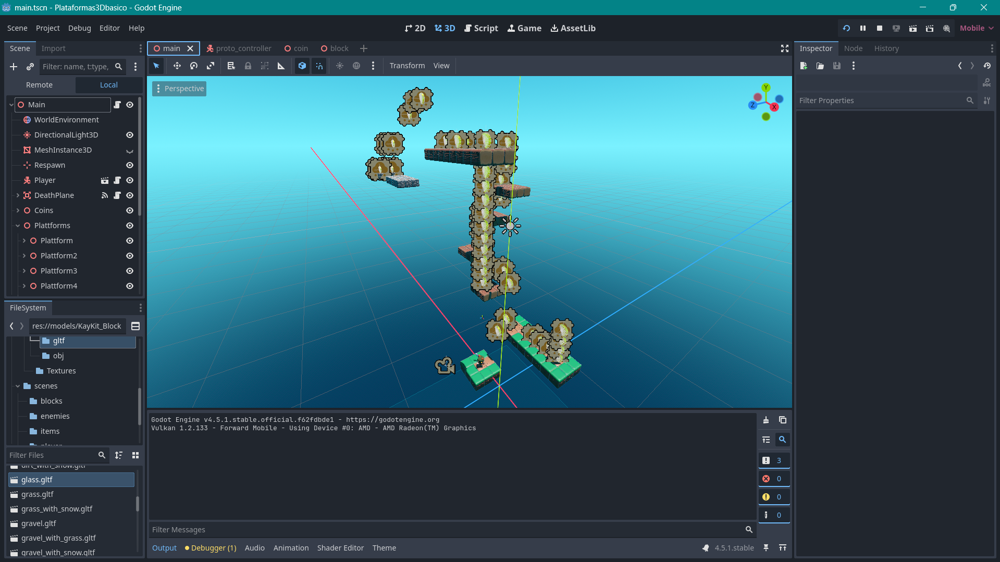 main.tscn - Plataformas3Dbasico - Godot Engine
Scene Project Debug Editor Help
2D 3D Script Game AssetLib
Mobile
Scene Import
Filter: name, t:type,
Remote Local
Main
WorldEnvironment
DirectionalLight3D
MeshInstance3D
Respawn
Player
DeathPlane
Coins
Plattforms
Plattform
Plattform2
Plattform3
Plattform4
FileSystem
res://models/KayKit_Block
gltf
obj
Textures
scenes
blocks
enemies
items
Filter Files
dirt_with_snow.gltf
glass.gltf
grass.gltf
grass_with_snow.gltf
gravel.gltf
gravel_with_grass.gltf
gravel_with_snow.gltf
main proto_controller coin block
Transform View
Perspective
Y
Z X
Godot Engine v4.5.1.stable.official.f62fdbde1 - https://godotengine.org
Vulkan 1.2.133 - Forward Mobile - Using Device #0: AMD - AMD Radeon(TM) Graphics
3
0
0
0
Filter Messages
Output Debugger (1) Audio Animation Shader Editor Theme
4.5.1.stable
Inspector Node History
DOC
Filter Properties